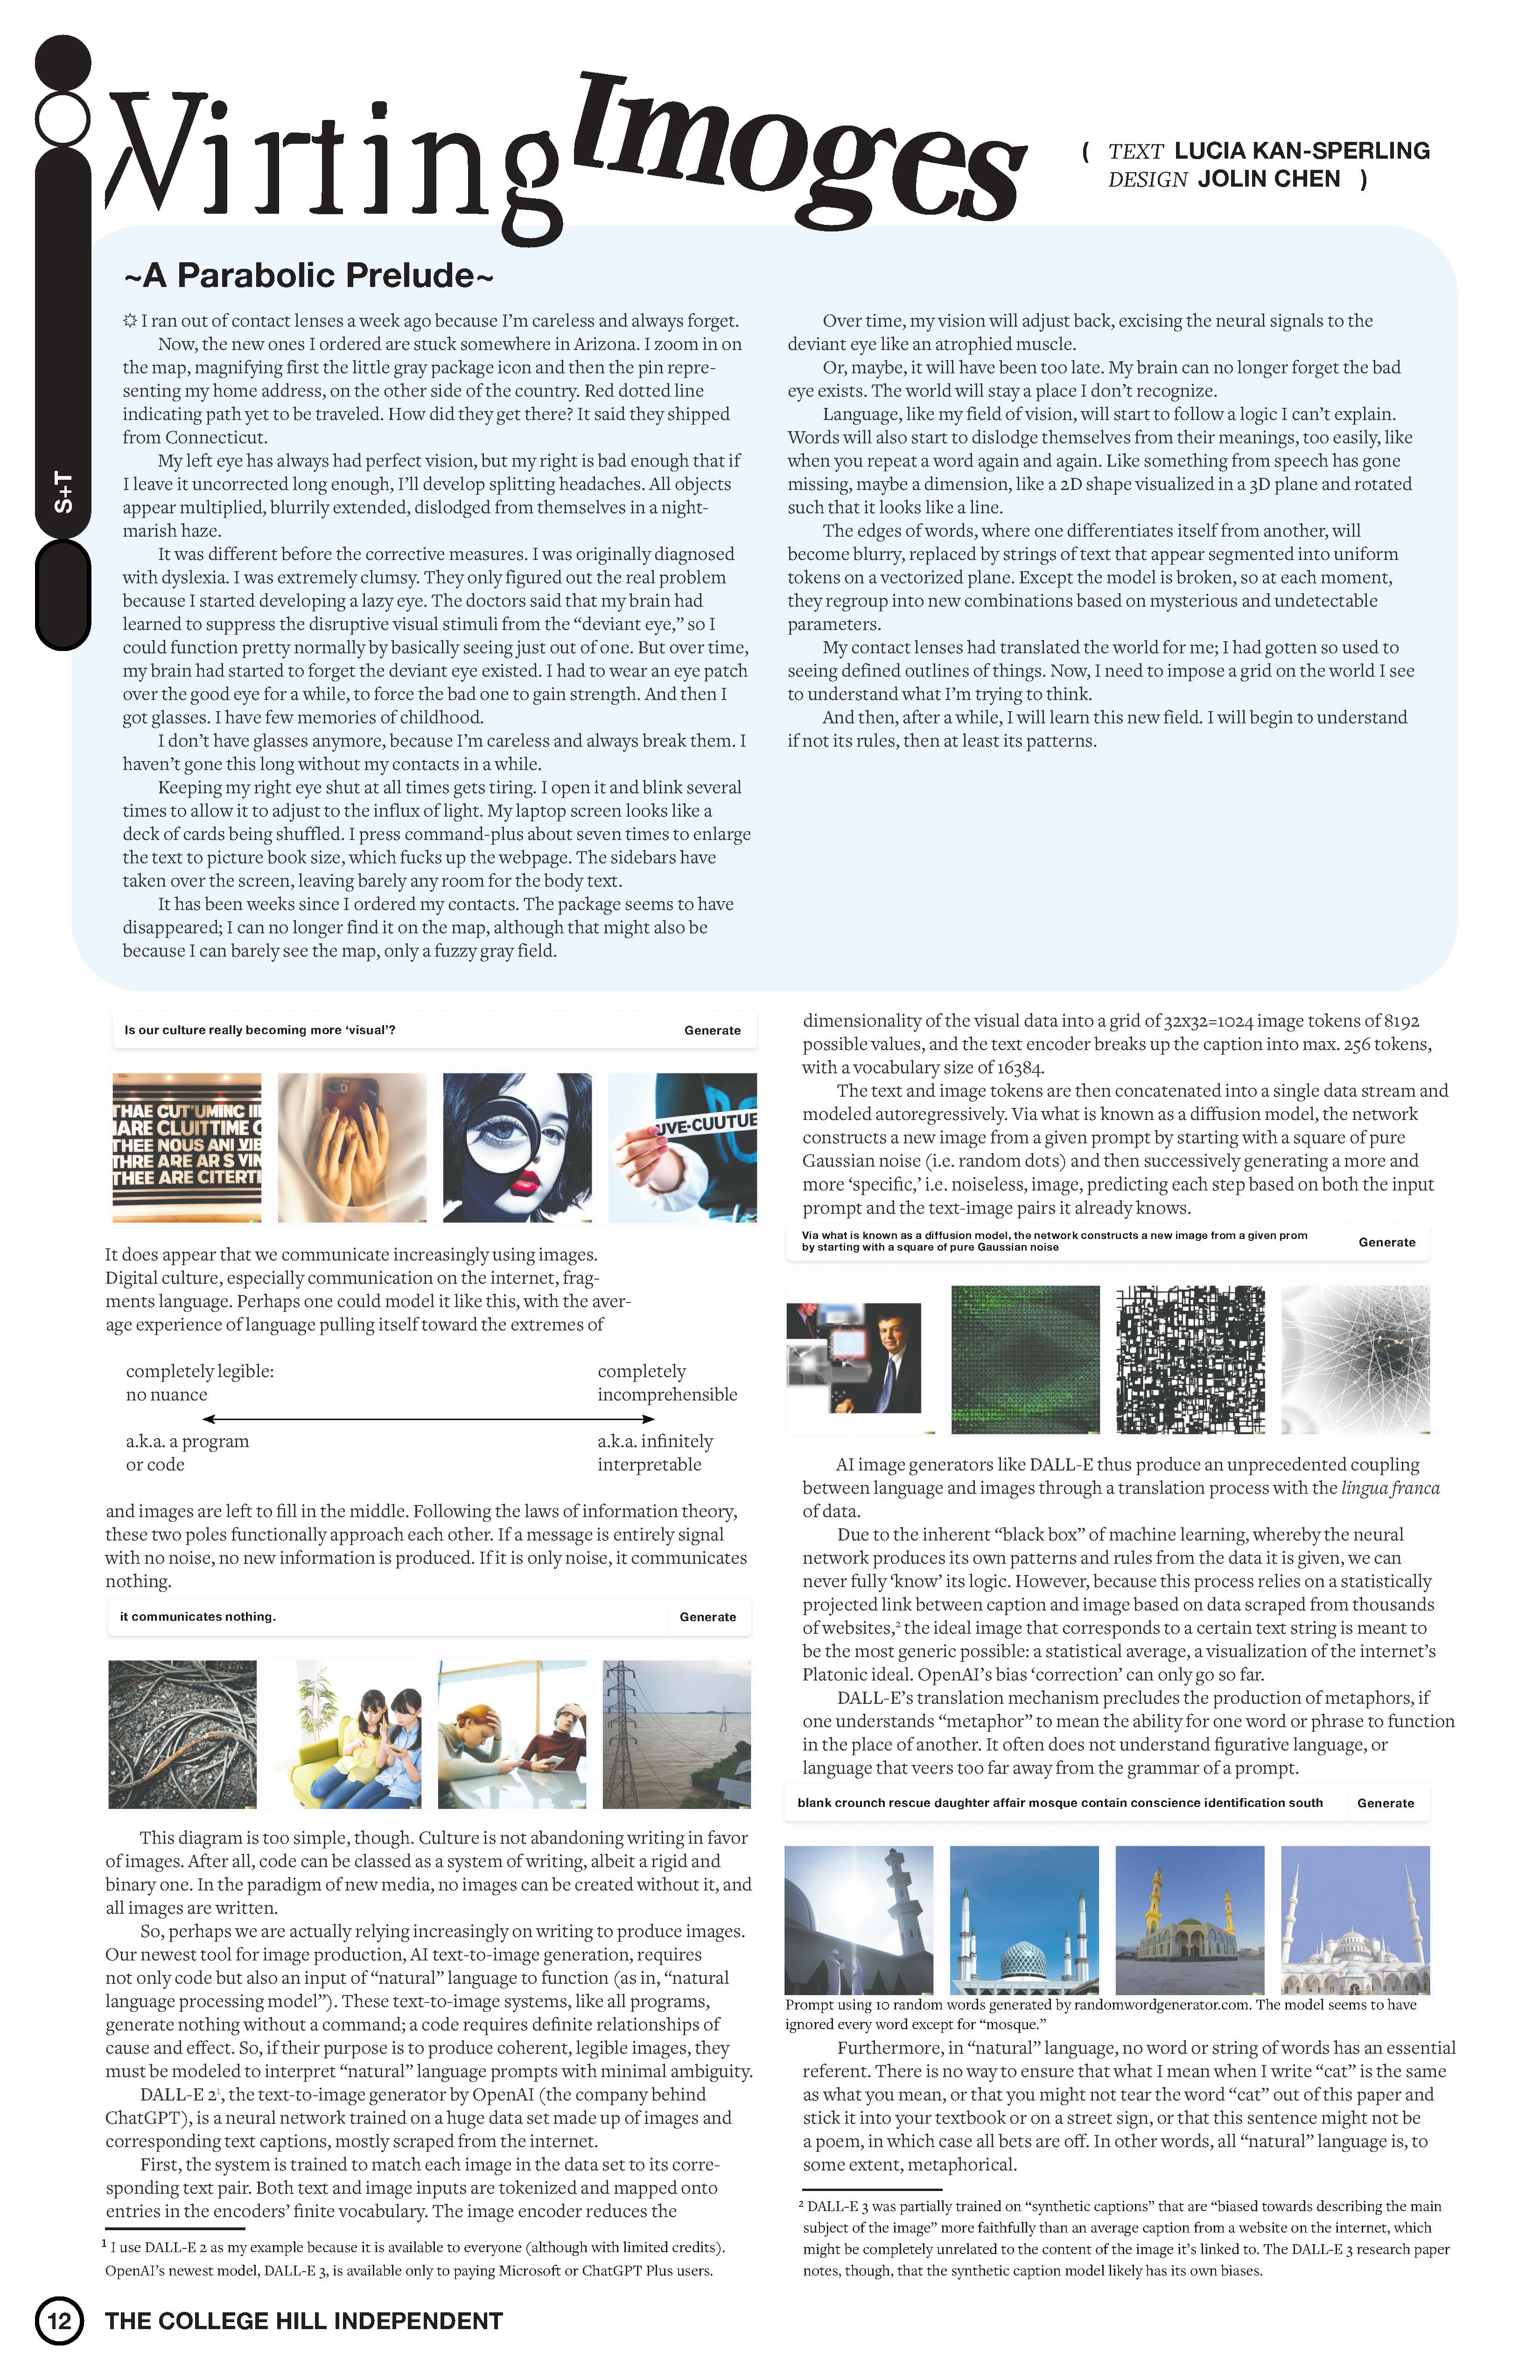 Virting Imoges
( TEXT LUCIA KAN-SPERLING
DESIGN JOLIN CHEN )
S+T
~A Parabolic Prelude~
I ran out of contact lenses a week ago because I’m careless and always forget.
Now, the new ones I ordered are stuck somewhere in Arizona. I zoom in on
the map, magnifying first the little gray package icon and then the pin repre-
senting my home address, on the other side of the country. Red dotted line
indicating path yet to be traveled. How did they get there? It said they shipped
from Connecticut.
My left eye has always had perfect vision, but my right is bad enough that if
I leave it uncorrected long enough, I’ll develop splitting headaches. All objects
appear multiplied, blurrily extended, dislodged from themselves in a night-
marish haze.
It was different before the corrective measures. I was originally diagnosed
with dyslexia. I was extremely clumsy. They only figured out the real problem
because I started developing a lazy eye. The doctors said that my brain had
learned to suppress the disruptive visual stimuli from the “deviant eye,” so I
could function pretty normally by basically seeing just out of one. But over time,
my brain had started to forget the deviant eye existed. I had to wear an eye patch
over the good eye for a while, to force the bad one to gain strength. And then I
got glasses. I have few memories of childhood.
I don’t have glasses anymore, because I’m careless and always break them. I
haven’t gone this long without my contacts in a while.
Keeping my right eye shut at all times gets tiring. I open it and blink several
times to allow it to adjust to the influx of light. My laptop screen looks like a
deck of cards being shuffled. I press command-plus about seven times to enlarge
the text to picture book size, which fucks up the webpage. The sidebars have
taken over the screen, leaving barely any room for the body text.
It has been weeks since I ordered my contacts. The package seems to have
disappeared; I can no longer find it on the map, although that might also be
because I can barely see the map, only a fuzzy gray field.
Over time, my vision will adjust back, excising the neural signals to the
deviant eye like an atrophied muscle.
Or, maybe, it will have been too late. My brain can no longer forget the bad
eye exists. The world will stay a place I don’t recognize.
Language, like my field of vision, will start to follow a logic I can’t explain.
Words will also start to dislodge themselves from their meanings, too easily, like
when you repeat a word again and again. Like something from speech has gone
missing, maybe a dimension, like a 2D shape visualized in a 3D plane and rotated
such that it looks like a line.
The edges of words, where one differentiates itself from another, will
become blurry, replaced by strings of text that appear segmented into uniform
tokens on a vectorized plane. Except the model is broken, so at each moment,
they regroup into new combinations based on mysterious and undetectable
parameters.
My contact lenses had translated the world for me; I had gotten so used to
seeing defined outlines of things. Now, I need to impose a grid on the world I see
to understand what I’m trying to think.
And then, after a while, I will learn this new field. I will begin to understand
if not its rules, then at least its patterns.
Is our culture really becoming more ‘visual’? Generate
THAE CUT'UMINC
IARE CLUITTIME C
THEE NOUS ANI VIE
THRE ARE AR S VIN
THEE ARE CITERTI
UVE-CUUTUE
It does appear that we communicate increasingly using images.
Digital culture, especially communication on the internet, frag-
ments language. Perhaps one could model it like this, with the aver-
age experience of language pulling itself toward the extremes of
completely legible:
no nuance
completely
incomprehensible
a.k.a. a program
or code
a.k.a. infinitely
interpretable
and images are left to fill in the middle. Following the laws of information theory,
these two poles functionally approach each other. If a message is entirely signal
with no noise, no new information is produced. If it is only noise, it communicates
nothing.
it communicates nothing. Generate
This diagram is too simple, though. Culture is not abandoning writing in favor
of images. After all, code can be classed as a system of writing, albeit a rigid and
binary one. In the paradigm of new media, no images can be created without it, and
all images are written.
So, perhaps we are actually relying increasingly on writing to produce images.
Our newest tool for image production, AI text-to-image generation, requires
not only code but also an input of “natural” language to function (as in, “natural
language processing model”). These text-to-image systems, like all programs,
generate nothing without a command; a code requires definite relationships of
cause and effect. So, if their purpose is to produce coherent, legible images, they
must be modeled to interpret “natural” language prompts with minimal ambiguity.
DALL-E 2¹, the text-to-image generator by OpenAI (the company behind
ChatGPT), is a neural network trained on a huge data set made up of images and
corresponding text captions, mostly scraped from the internet.
First, the system is trained to match each image in the data set to its corre-
sponding text pair. Both text and image inputs are tokenized and mapped onto
entries in the encoders’ finite vocabulary. The image encoder reduces the
¹ I use DALL-E 2 as my example because it is available to everyone (although with limited credits).
OpenAI’s newest model, DALL-E 3, is available only to paying Microsoft or ChatGPT Plus users.
dimensionality of the visual data into a grid of 32x32=1024 image tokens of 8192
possible values, and the text encoder breaks up the caption into max. 256 tokens,
with a vocabulary size of 16384.
The text and image tokens are then concatenated into a single data stream and
modeled autoregressively. Via what is known as a diffusion model, the network
constructs a new image from a given prompt by starting with a square of pure
Gaussian noise (i.e. random dots) and then successively generating a more and
more ‘specific,’ i.e. noiseless, image, predicting each step based on both the input
prompt and the text-image pairs it already knows.
Via what is known as a diffusion model, the network constructs a new image from a given prom
by starting with a square of pure Gaussian noise
Generate
AI image generators like DALL-E thus produce an unprecedented coupling
between language and images through a translation process with the lingua franca
of data.
Due to the inherent “black box” of machine learning, whereby the neural
network produces its own patterns and rules from the data it is given, we can
never fully ‘know’ its logic. However, because this process relies on a statistically
projected link between caption and image based on data scraped from thousands
of websites,² the ideal image that corresponds to a certain text string is meant to
be the most generic possible: a statistical average, a visualization of the internet’s
Platonic ideal. OpenAI’s bias ‘correction’ can only go so far.
DALL-E’s translation mechanism precludes the production of metaphors, if
one understands “metaphor” to mean the ability for one word or phrase to function
in the place of another. It often does not understand figurative language, or
language that veers too far away from the grammar of a prompt.
blank crounch rescue daughter affair mosque contain conscience identification south Generate
Prompt using 10 random words generated by randomwordgenerator.com. The model seems to have
ignored every word except for “mosque.”
Furthermore, in “natural” language, no word or string of words has an essential
referent. There is no way to ensure that what I mean when I write “cat” is the same
as what you mean, or that you might not tear the word “cat” out of this paper and
stick it into your textbook or on a street sign, or that this sentence might not be
a poem, in which case all bets are off. In other words, all “natural” language is, to
some extent, metaphorical.
² DALL-E 3 was partially trained on “synthetic captions” that are “biased towards describing the main
subject of the image” more faithfully than an average caption from a website on the internet, which
might be completely unrelated to the content of the image it’s linked to. The DALL-E 3 research paper
notes, though, that the synthetic caption model likely has its own biases.
12 THE COLLEGE HILL INDEPENDENT